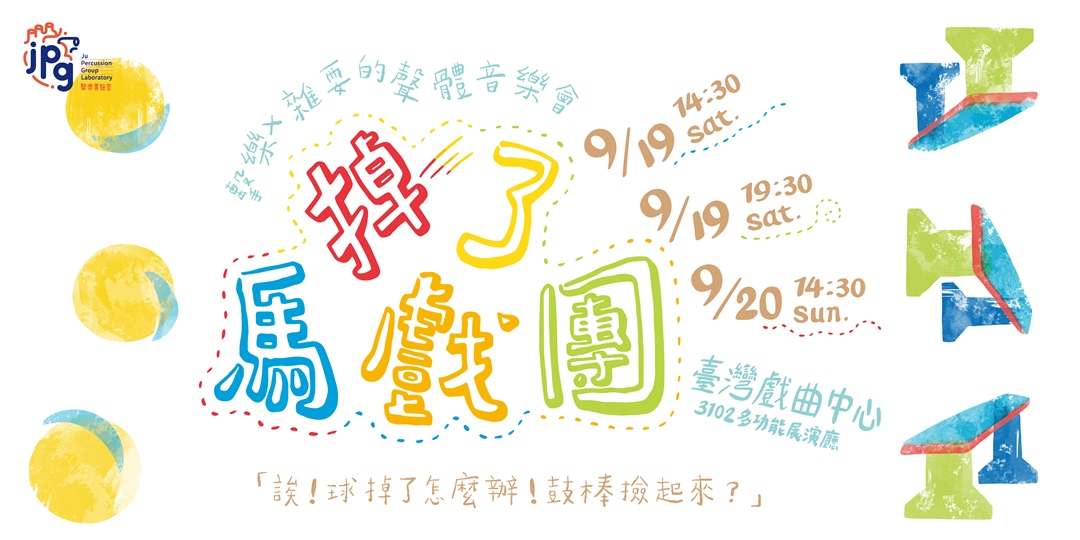 jpg
Ju
Percussion
Group
Laboratory
擊樂實驗室
擊樂×雜耍的聲體音樂會
掉了
馬戲團
9/19 14:30 sat.
9/19 19:30 sat.
9/20 14:30 sun.
臺灣戲曲中心
3102多功能展演廳
「誒!球掉了怎麼辦!鼓棒撿起來?」